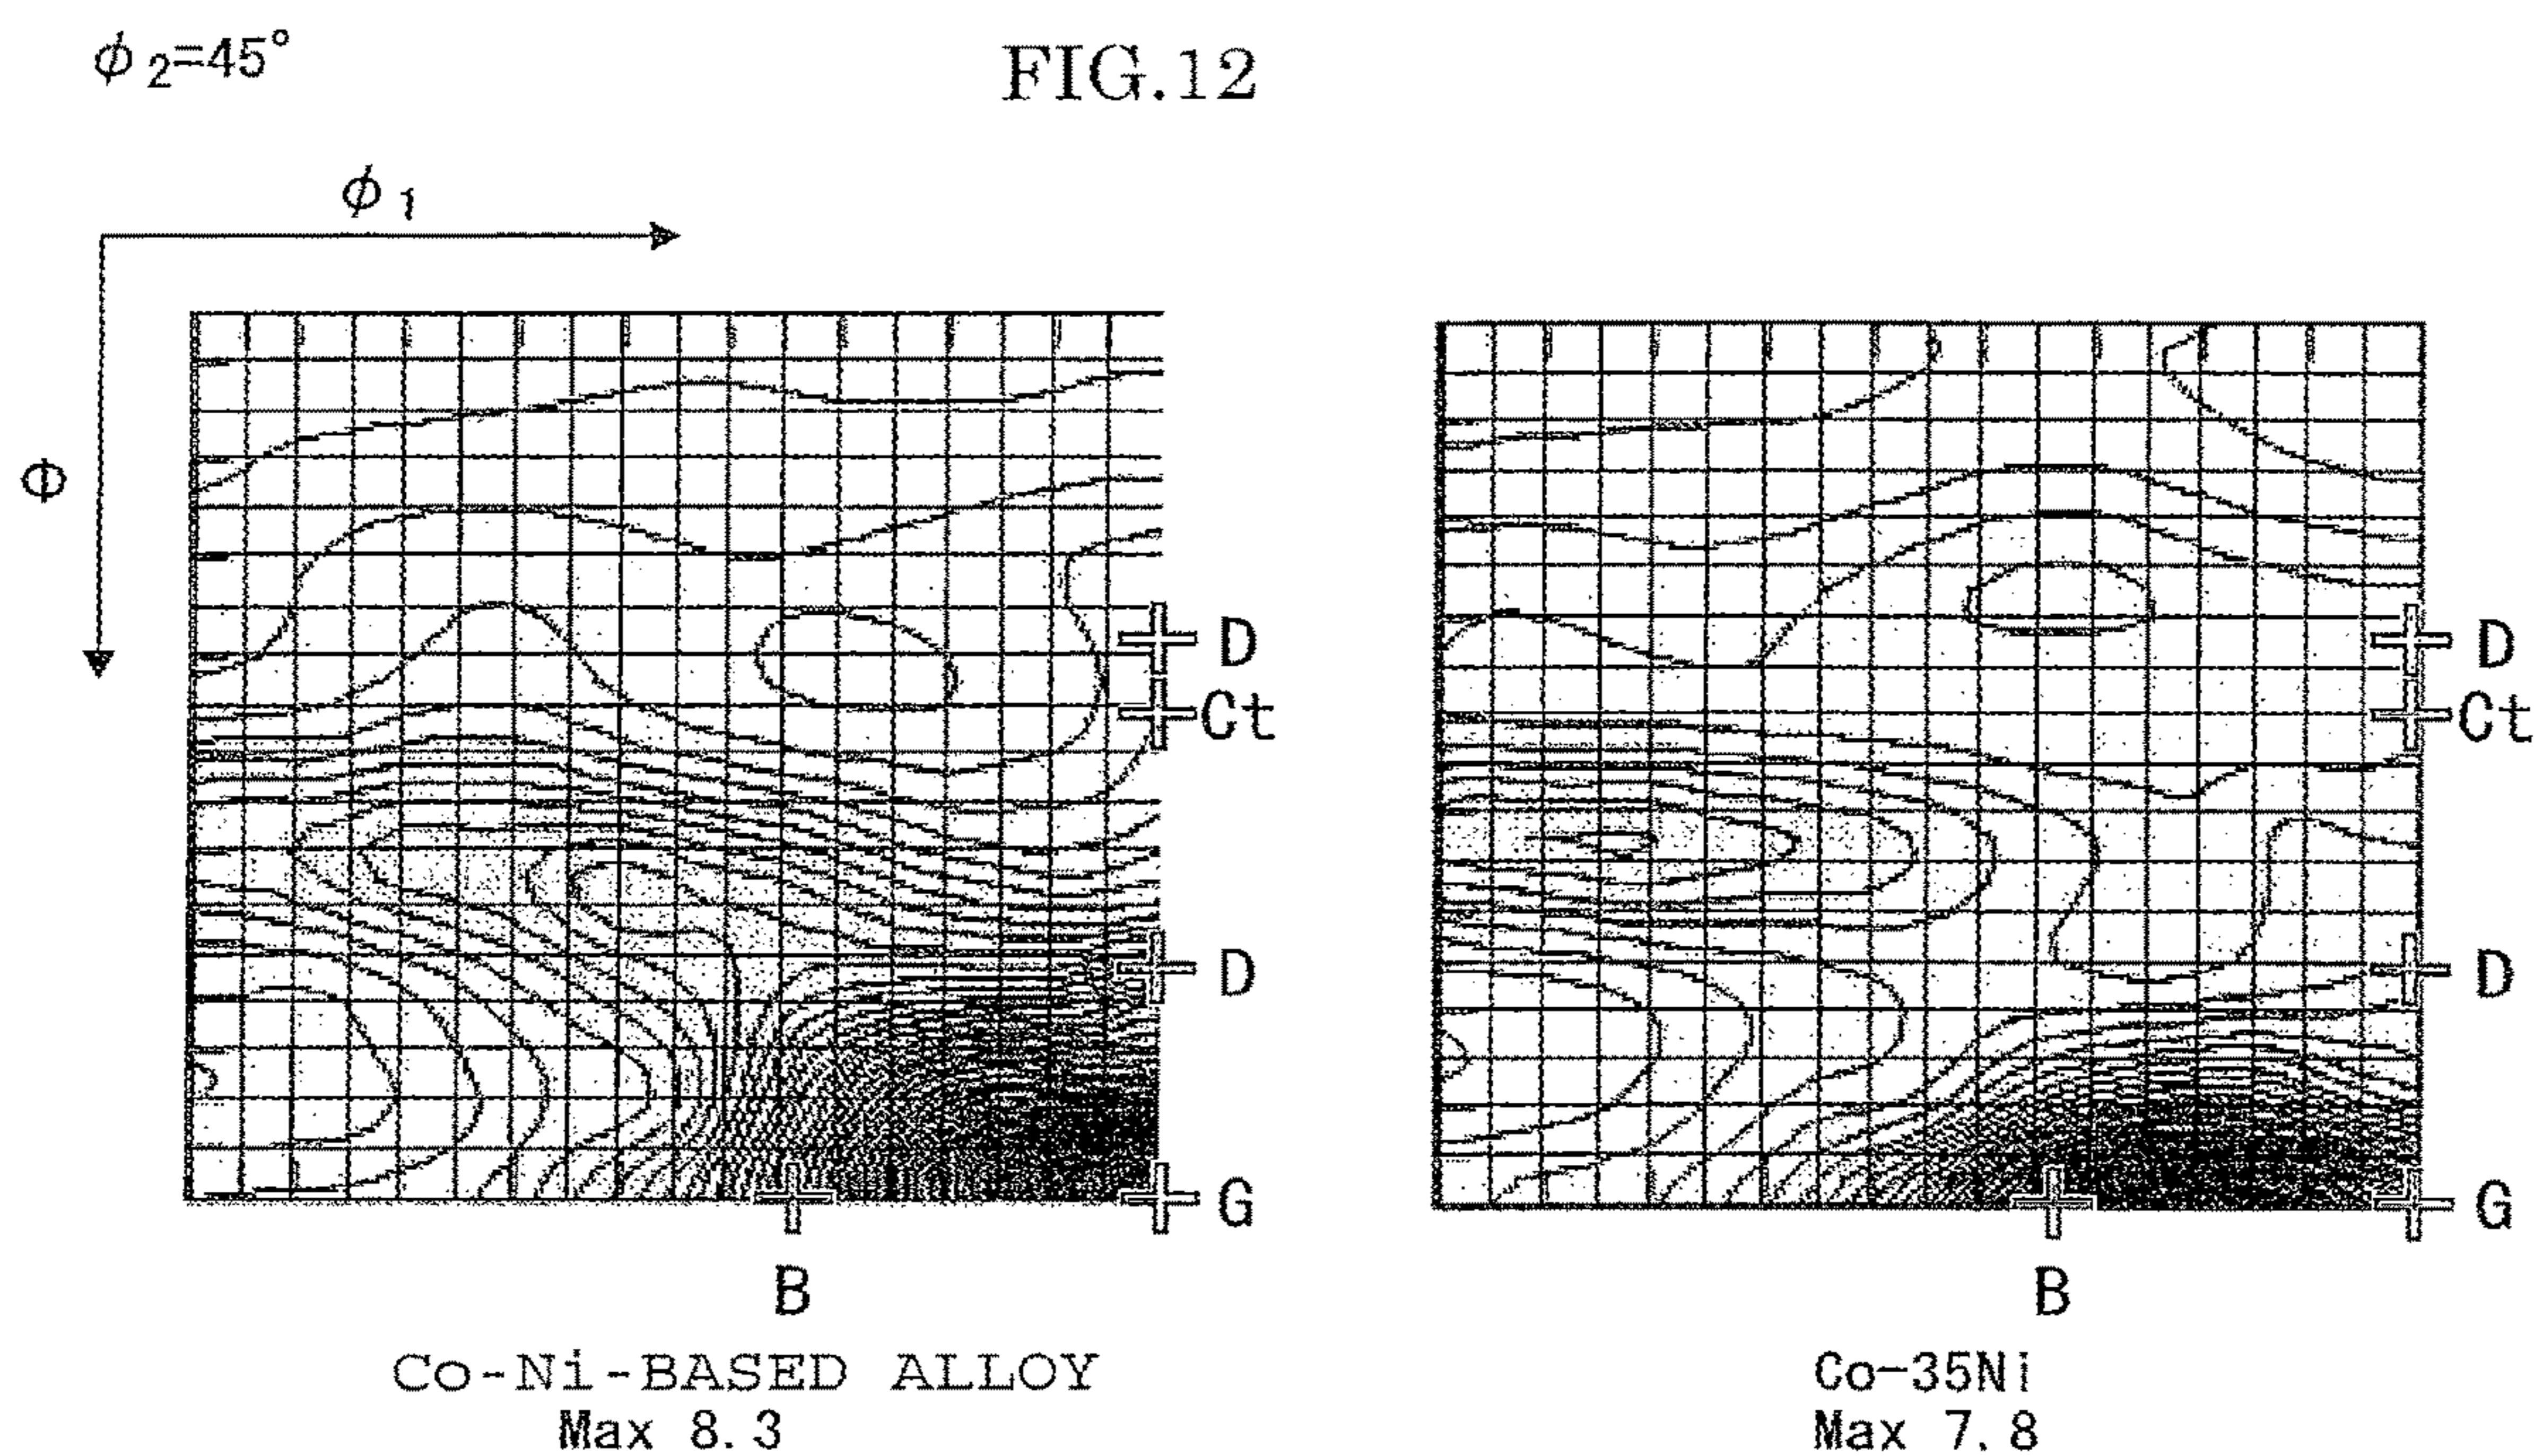 ϕ2=45°
FIG.12
ϕ1
Φ
D
Ct
D
G
B
Co-Ni-BASED ALLOY
Max 8.3
D
Ct
D
G
B
Co-35Ni
Max 7.8